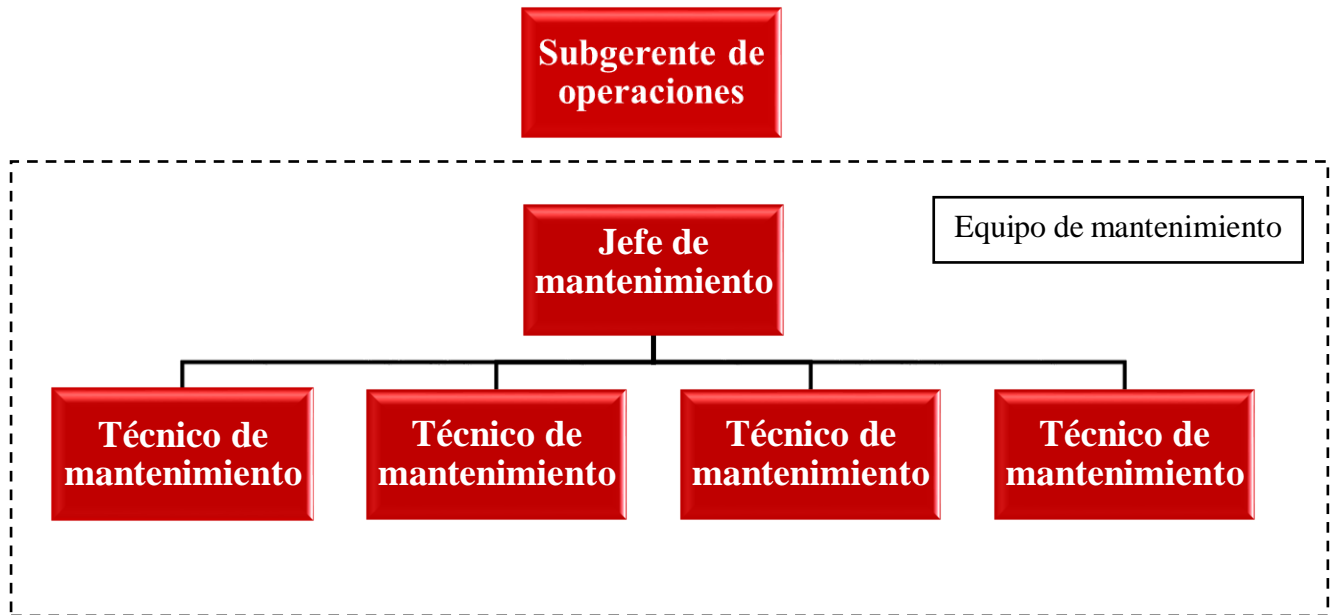 Subgerente de
operaciones
Equipo de mantenimiento
Jefe de
mantenimiento
Técnico de
mantenimiento
Técnico de
mantenimiento
Técnico de
mantenimiento
Técnico de
mantenimiento